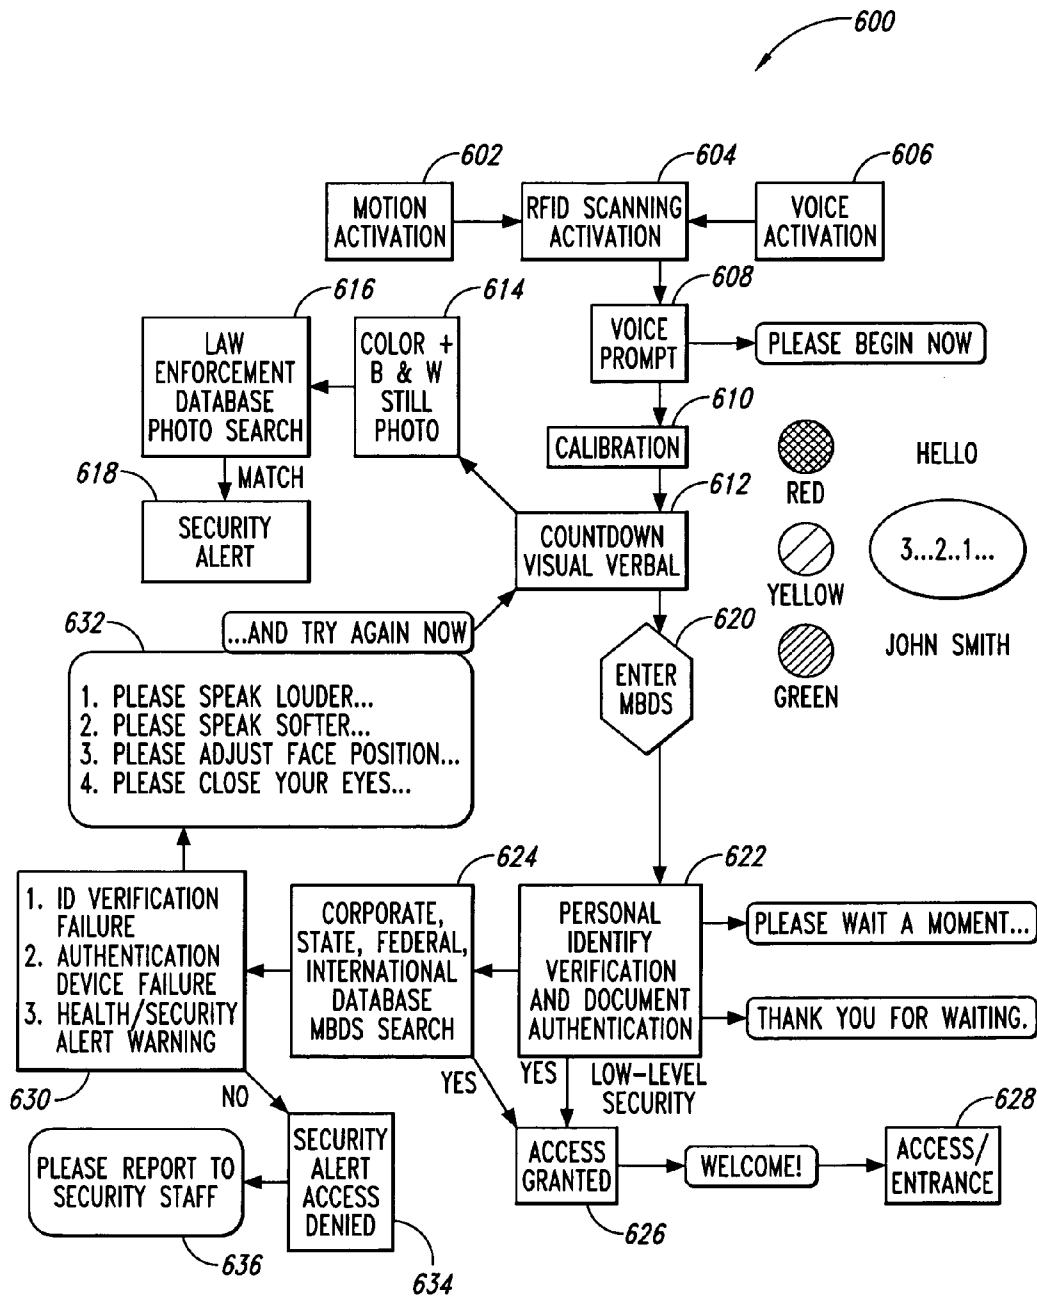 600
602
604
606
MOTION
ACTIVATION
RFID SCANNING
ACTIVATION
VOICE
ACTIVATION
608
616
614
LAW
ENFORCEMENT
DATABASE
PHOTO SEARCH
COLOR +
B & W
STILL
PHOTO
VOICE
PROMPT
PLEASE BEGIN NOW
610
CALIBRATION
RED
HELLO
618
MATCH
612
SECURITY
ALERT
COUNTDOWN
VISUAL VERBAL
3...2..1...
YELLOW
632
...AND TRY AGAIN NOW
620
ENTER
MBDS
JOHN SMITH
GREEN
1. PLEASE SPEAK LOUDER...
2. PLEASE SPEAK SOFTER...
3. PLEASE ADJUST FACE POSITION...
4. PLEASE CLOSE YOUR EYES...
624
622
1. ID VERIFICATION
FAILURE
2. AUTHENTICATION
DEVICE FAILURE
3. HEALTH/SECURITY
ALERT WARNING
CORPORATE,
STATE, FEDERAL,
INTERNATIONAL
DATABASE
MBDS SEARCH
PERSONAL
IDENTIFY
VERIFICATION
AND DOCUMENT
AUTHENTICATION
PLEASE WAIT A MOMENT...
THANK YOU FOR WAITING.
630
NO
YES
YES
LOW-LEVEL
SECURITY
628
PLEASE REPORT TO
SECURITY STAFF
SECURITY
ALERT
ACCESS
DENIED
ACCESS
GRANTED
WELCOME!
ACCESS/
ENTRANCE
636
634
626